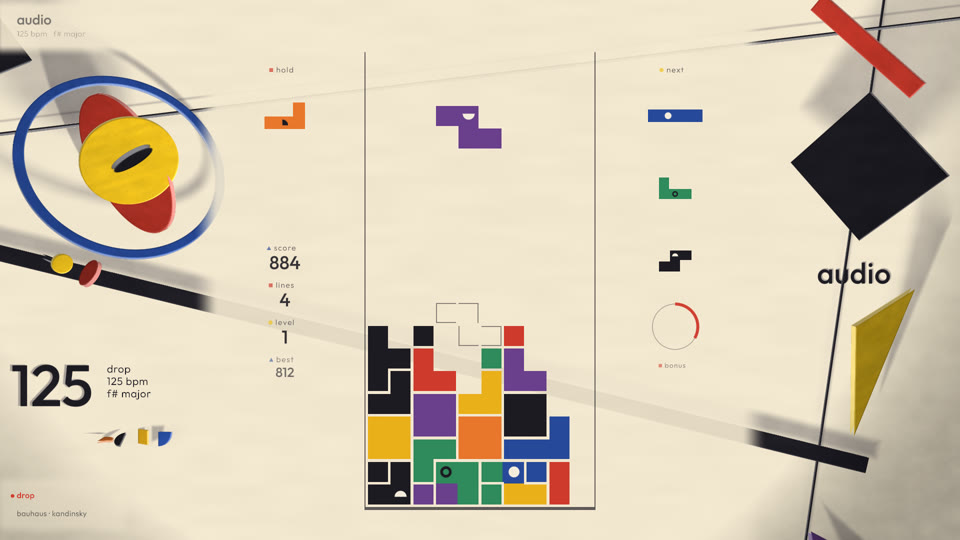 audio
125 bpm f# major
hold
next
score
884
lines
4
level
1
best
812
bonus
audio
125
drop
125 bpm
f# major
drop
bauhaus · kandinsky